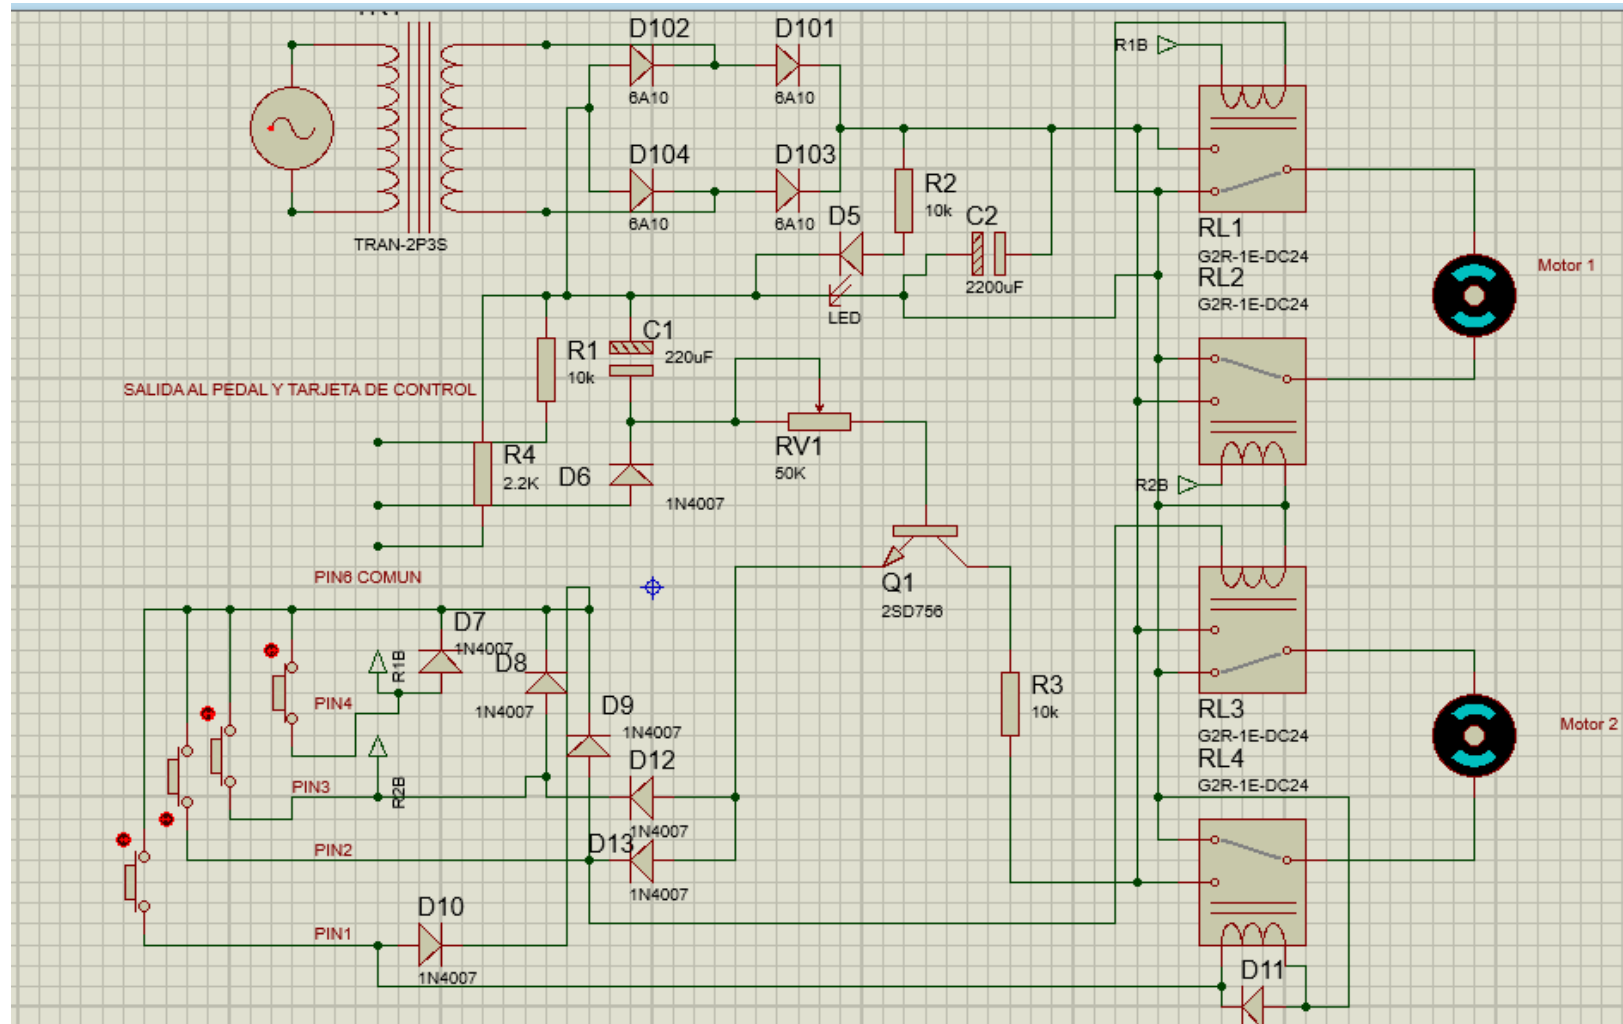 TR1
D102
D101
6A10
6A10
R1B
D104
D103
6A10
6A10
TRAN-2P3S
R2
10k
D5
C2
2200uF
LED
RL1
G2R-1E-DC24
RL2
G2R-1E-DC24
Motor 1
R1
10k
C1
220uF
SALIDA AL PEDAL Y TARJETA DE CONTROL
RV1
50K
R4
2.2K
D6
1N4007
R2B
Q1
2SD756
PIN6 COMUN
D7
1N4007
R1B
D8
1N4007
PIN4
R3
10k
D9
1N4007
RL3
G2R-1E-DC24
RL4
G2R-1E-DC24
Motor 2
D12
1N4007
PIN3
R2B
D13
1N4007
PIN2
D10
1N4007
PIN1
D11